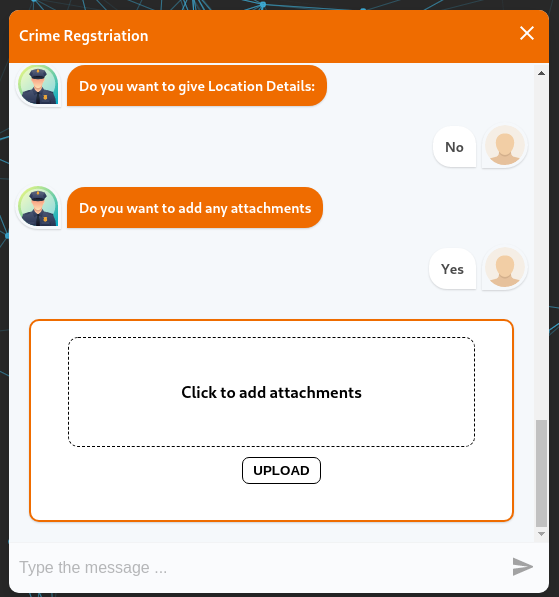 Crime Regstriation
Do you want to give Location Details:
No
Do you want to add any attachments
Yes
Click to add attachments
UPLOAD
Type the message ...